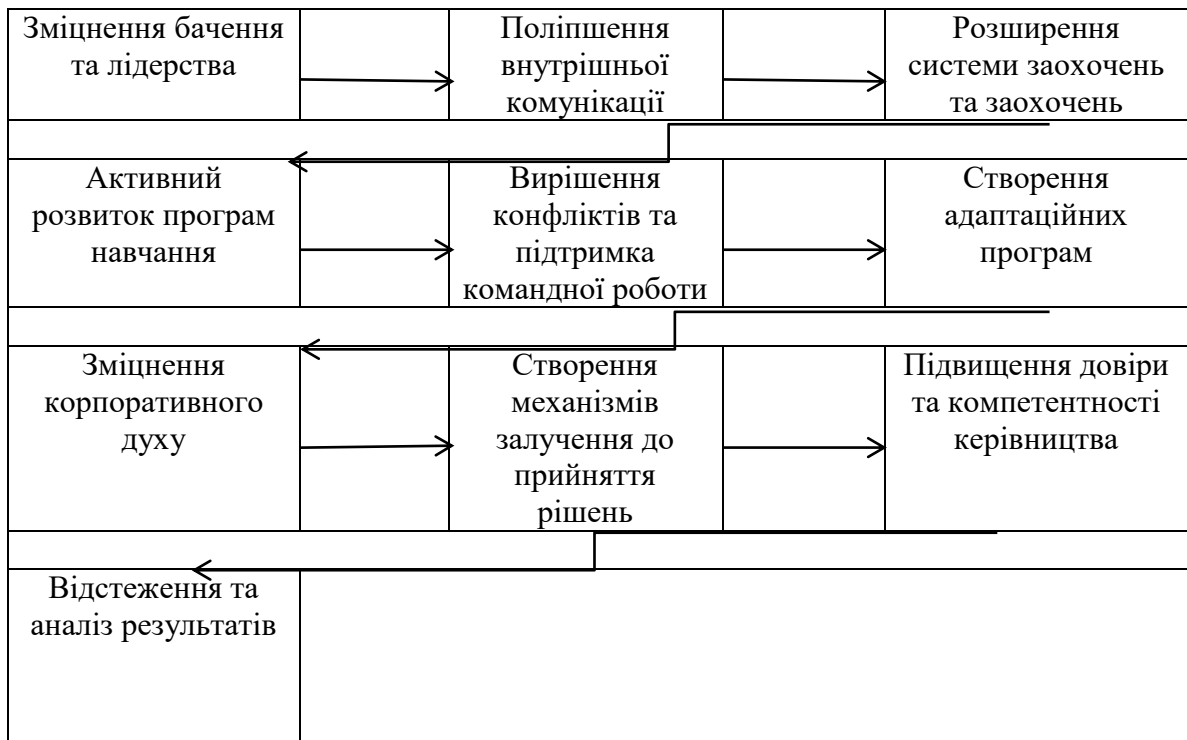 Зміцнення бачення
та лідерства
Поліпшення
внутрішньої
комунікації
Розширення
системи заохочень
та заохочень
Активний
розвиток програм
навчання
Вирішення
конфліктів та
підтримка
командної роботи
Створення
адаптаційних
програм
Зміцнення
корпоративного
духу
Створення
механізмів
залучення до
прийняття
рішень
Підвищення довіри
та компетентності
керівництва
Відстеження та
аналіз результатів